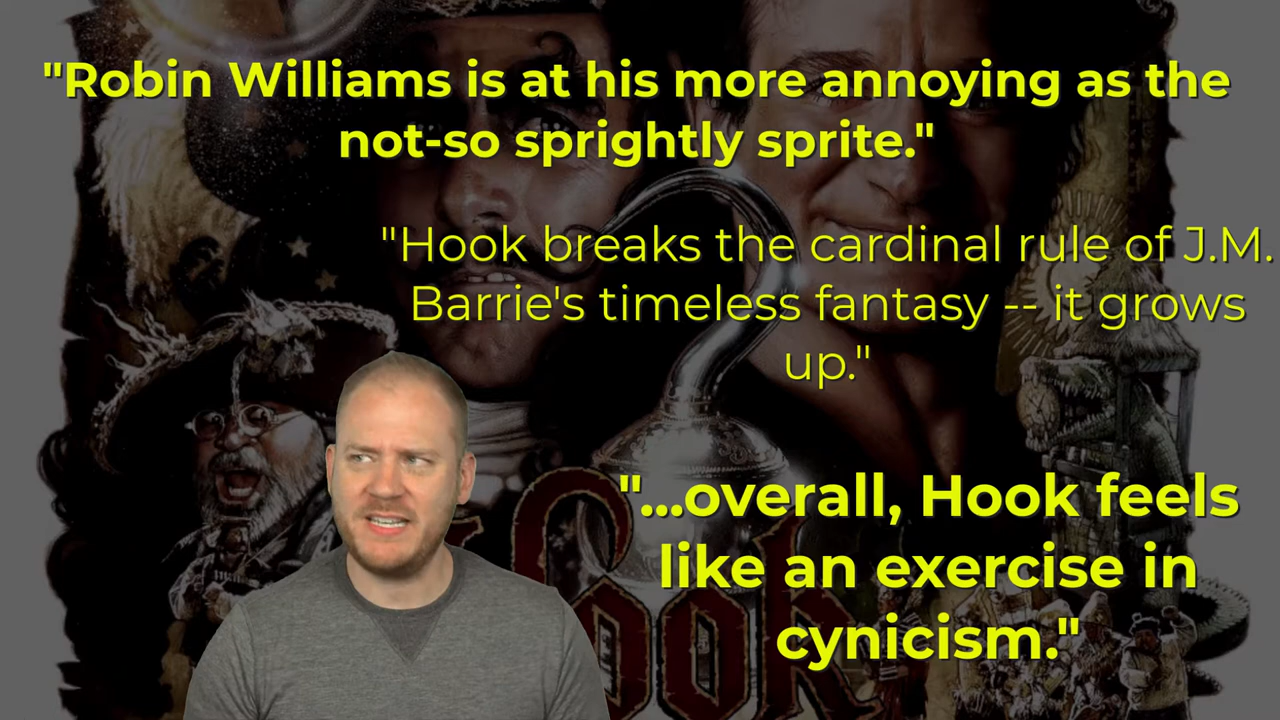 "Robin Williams is at his more annoying as the
not-so sprightly sprite."
"Hook breaks the cardinal rule of J.M.
Barrie's timeless fantasy -- it grows
up."
"...overall, Hook feels
like an exercise in
cynicism."
Hook